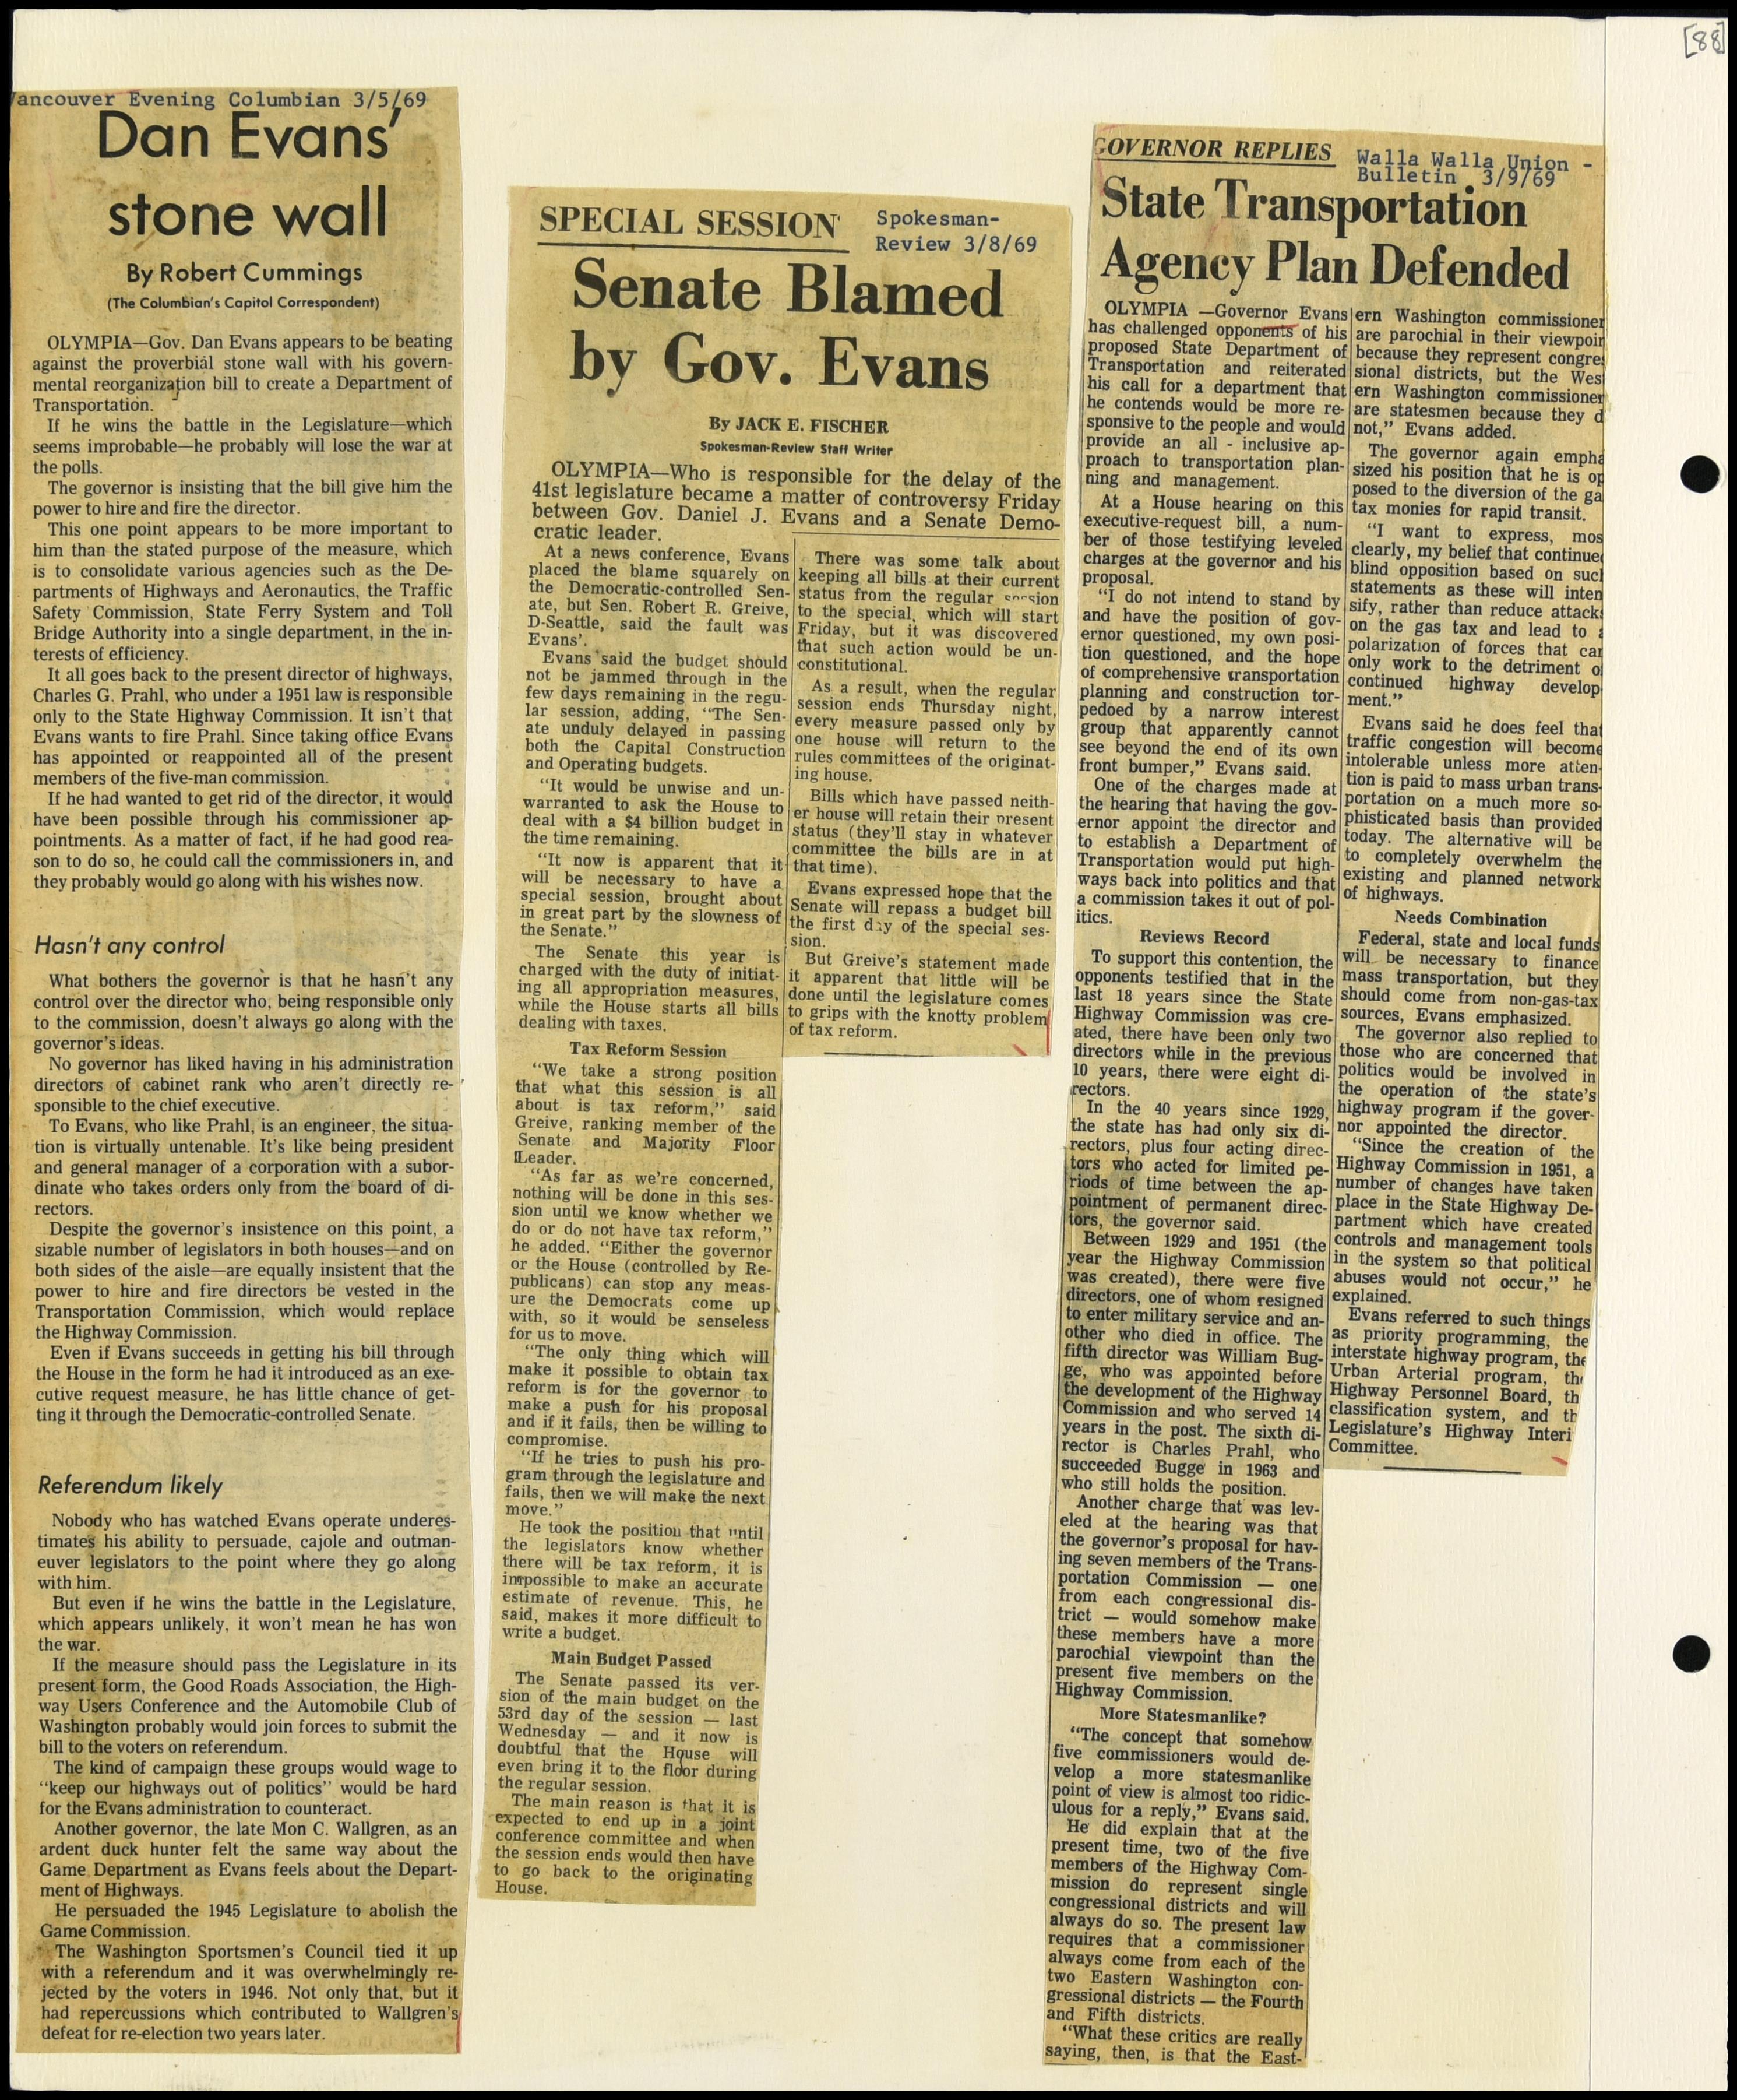 [88]
Vancouver Evening Columbian 3/5/69
Dan Evans'
stone wall
By Robert Cummings
(The Columbian's Capitol Correspondent)
OLYMPIA—Gov. Dan Evans appears to be beating
against the proverbial stone wall with his govern-
mental reorganization bill to create a Department of
Transportation.
If he wins the battle in the Legislature—which
seems improbable—he probably will lose the war at
the polls.
The governor is insisting that the bill give him the
power to hire and fire the director.
This one point appears to be more important to
him than the stated purpose of the measure, which
is to consolidate various agencies such as the De-
partments of Highways and Aeronautics, the Traffic
Safety Commission, State Ferry System and Toll
Bridge Authority into a single department, in the in-
terests of efficiency.
It all goes back to the present director of highways,
Charles G. Prahl, who under a 1951 law is responsible
only to the State Highway Commission. It isn't that
Evans wants to fire Prahl. Since taking office Evans
has appointed or reappointed all of the present
members of the five-man commission.
If he had wanted to get rid of the director, it would
have been possible through his commissioner ap-
pointments. As a matter of fact, if he had good rea-
son to do so, he could call the commissioners in, and
they probably would go along with his wishes now.
Hasn't any control
What bothers the governor is that he hasn't any
control over the director who, being responsible only
to the commission, doesn't always go along with the
governor's ideas.
No governor has liked having in his administration
directors of cabinet rank who aren't directly re-
sponsible to the chief executive.
To Evans, who like Prahl, is an engineer, the situa-
tion is virtually untenable. It's like being president
and general manager of a corporation with a subor-
dinate who takes orders only from the board of di-
rectors.
Despite the governor's insistence on this point, a
sizable number of legislators in both houses—and on
both sides of the aisle—are equally insistent that the
power to hire and fire directors be vested in the
Transportation Commission, which would replace
the Highway Commission.
Even if Evans succeeds in getting his bill through
the House in the form he had it introduced as an exe-
cutive request measure, he has little chance of get-
ting it through the Democratic-controlled Senate.
Referendum likely
Nobody who has watched Evans operate underes-
timates his ability to persuade, cajole and outman-
euver legislators to the point where they go along
with him.
But even if he wins the battle in the Legislature,
which appears unlikely, it won't mean he has won
the war.
If the measure should pass the Legislature in its
present form, the Good Roads Association, the High-
way Users Conference and the Automobile Club of
Washington probably would join forces to submit the
bill to the voters on referendum.
The kind of campaign these groups would wage to
"keep our highways out of politics" would be hard
for the Evans administration to counteract.
Another governor, the late Mon C. Wallgren, as an
ardent duck hunter felt the same way about the
Game Department as Evans feels about the Depart-
ment of Highways.
He persuaded the 1945 Legislature to abolish the
Game Commission.
The Washington Sportsmen's Council tied it up
with a referendum and it was overwhelmingly re-
jected by the voters in 1946. Not only that, but it
had repercussions which contributed to Wallgren's
defeat for re-election two years later.
SPECIAL SESSION
Spokesman-
Review 3/8/69
Senate Blamed
by Gov. Evans
By JACK E. FISCHER
Spokesman-Review Staff Writer
OLYMPIA—Who is responsible for the delay of the
41st legislature became a matter of controversy Friday
between Gov. Daniel J. Evans and a Senate Demo-
cratic leader.
At a news conference, Evans
placed the blame squarely on
the Democratic-controlled Sen-
ate, but Sen. Robert R. Greive,
D-Seattle, said the fault was
Evans'.
Evans said the budget should
not be jammed through in the
few days remaining in the regu-
lar session, adding, "The Sen-
ate unduly delayed in passing
both the Capital Construction
and Operating budgets.
"It would be unwise and un-
warranted to ask the House to
deal with a $4 billion budget in
the time remaining.
"It now is apparent that it
will be necessary to have a
special session, brought about
in great part by the slowness of
the Senate."
The Senate this year is
charged with the duty of initiat-
ing all appropriation measures,
while the House starts all bills
dealing with taxes.
Tax Reform Session
"We take a strong position
that what this session is all
about is tax reform," said
Greive, ranking member of the
Senate and Majority Floor
Leader.
"As far as we're concerned,
nothing will be done in this ses-
sion until we know whether we
do or do not have tax reform,"
he added. "Either the governor
or the House (controlled by Re-
publicans) can stop any meas-
ure the Democrats come up
with, so it would be senseless
for us to move.
"The only thing which will
make it possible to obtain tax
reform is for the governor to
make a push for his proposal
and if it fails, then be willing to
compromise.
"If he tries to push his pro-
gram through the legislature and
fails, then we will make the next
move."
He took the position that until
the legislators know whether
there will be tax reform, it is
impossible to make an accurate
estimate of revenue. This, he
said, makes it more difficult to
write a budget.
Main Budget Passed
The Senate passed its ver-
sion of the main budget on the
53rd day of the session — last
Wednesday — and it now is
doubtful that the House will
even bring it to the floor during
the regular session.
The main reason is that it is
expected to end up in a joint
conference committee and when
the session ends would then have
to go back to the originating
House.
There was some talk about
keeping all bills at their current
status from the regular session
to the special, which will start
Friday, but it was discovered
that such action would be un-
constitutional.
As a result, when the regular
session ends Thursday night,
every measure passed only by
one house will return to the
rules committees of the originat-
ing house.
Bills which have passed neith-
er house will retain their present
status (they'll stay in whatever
committee the bills are in at
that time).
Evans expressed hope that the
Senate will repass a budget bill
the first day of the special ses-
sion.
But Greive's statement made
it apparent that little will be
done until the legislature comes
to grips with the knotty problem
of tax reform.
GOVERNOR REPLIES
Walla Walla Union -
Bulletin 3/9/69
State Transportation
Agency Plan Defended
OLYMPIA —Governor Evans
has challenged opponents of his
proposed State Department of
Transportation and reiterated
his call for a department that
he contends would be more re-
sponsive to the people and would
provide an all - inclusive ap-
proach to transportation plan-
ning and management.
At a House hearing on this
executive-request bill, a num-
ber of those testifying leveled
charges at the governor and his
proposal.
"I do not intend to stand by
and have the position of gov-
ernor questioned, my own posi-
tion questioned, and the hope
of comprehensive transportation
planning and construction tor-
pedoed by a narrow interest
group that apparently cannot
see beyond the end of its own
front bumper," Evans said.
One of the charges made at
the hearing that having the gov-
ernor appoint the director and
to establish a Department of
Transportation would put high-
ways back into politics and that
a commission takes it out of pol-
itics.
Reviews Record
To support this contention, the
opponents testified that in the
last 18 years since the State
Highway Commission was cre-
ated, there have been only two
directors while in the previous
10 years, there were eight di-
rectors.
In the 40 years since 1929,
the state has had only six di-
rectors, plus four acting direc-
tors who acted for limited pe-
riods of time between the ap-
pointment of permanent direc-
tors, the governor said.
Between 1929 and 1951 (the
year the Highway Commission
was created), there were five
directors, one of whom resigned
to enter military service and an-
other who died in office. The
fifth director was William Bug-
ge, who was appointed before
the development of the Highway
Commission and who served 14
years in the post. The sixth di-
rector is Charles Prahl, who
succeeded Bugge in 1963 and
who still holds the position.
Another charge that was lev-
eled at the hearing was that
the governor's proposal for hav-
ing seven members of the Trans-
portation Commission — one
from each congressional dis-
trict — would somehow make
these members have a more
parochial viewpoint than the
present five members on the
Highway Commission.
More Statesmanlike?
"The concept that somehow
five commissioners would de-
velop a more statesmanlike
point of view is almost too ridic-
ulous for a reply," Evans said.
He did explain that at the
present time, two of the five
members of the Highway Com-
mission do represent single
congressional districts and will
always do so. The present law
requires that a commissioner
always come from each of the
two Eastern Washington con-
gressional districts — the Fourth
and Fifth districts.
"What these critics are really
saying, then, is that the East-
ern Washington commissioner
are parochial in their viewpoin
because they represent congres
sional districts, but the Wes
ern Washington commissioner
are statesmen because they d
not," Evans added.
The governor again empha
sized his position that he is op
posed to the diversion of the ga
tax monies for rapid transit.
"I want to express, mos
clearly, my belief that continue
blind opposition based on such
statements as these will inten
sify, rather than reduce attacks
on the gas tax and lead to a
polarization of forces that can
only work to the detriment o
continued highway develop
ment."
Evans said he does feel that
traffic congestion will become
intolerable unless more atten-
tion is paid to mass urban trans-
portation on a much more so-
phisticated basis than provided
today. The alternative will be
to completely overwhelm the
existing and planned network
of highways.
Needs Combination
Federal, state and local funds
will be necessary to finance
mass transportation, but they
should come from non-gas-tax
sources, Evans emphasized.
The governor also replied to
those who are concerned that
politics would be involved in
the operation of the state's
highway program if the gover-
nor appointed the director.
"Since the creation of the
Highway Commission in 1951, a
number of changes have taken
place in the State Highway De-
partment which have created
controls and management tools
in the system so that political
abuses would not occur," he
explained.
Evans referred to such things
as priority programming, the
interstate highway program, the
Urban Arterial program, the
Highway Personnel Board, th
classification system, and th
Legislature's Highway Interi
Committee.